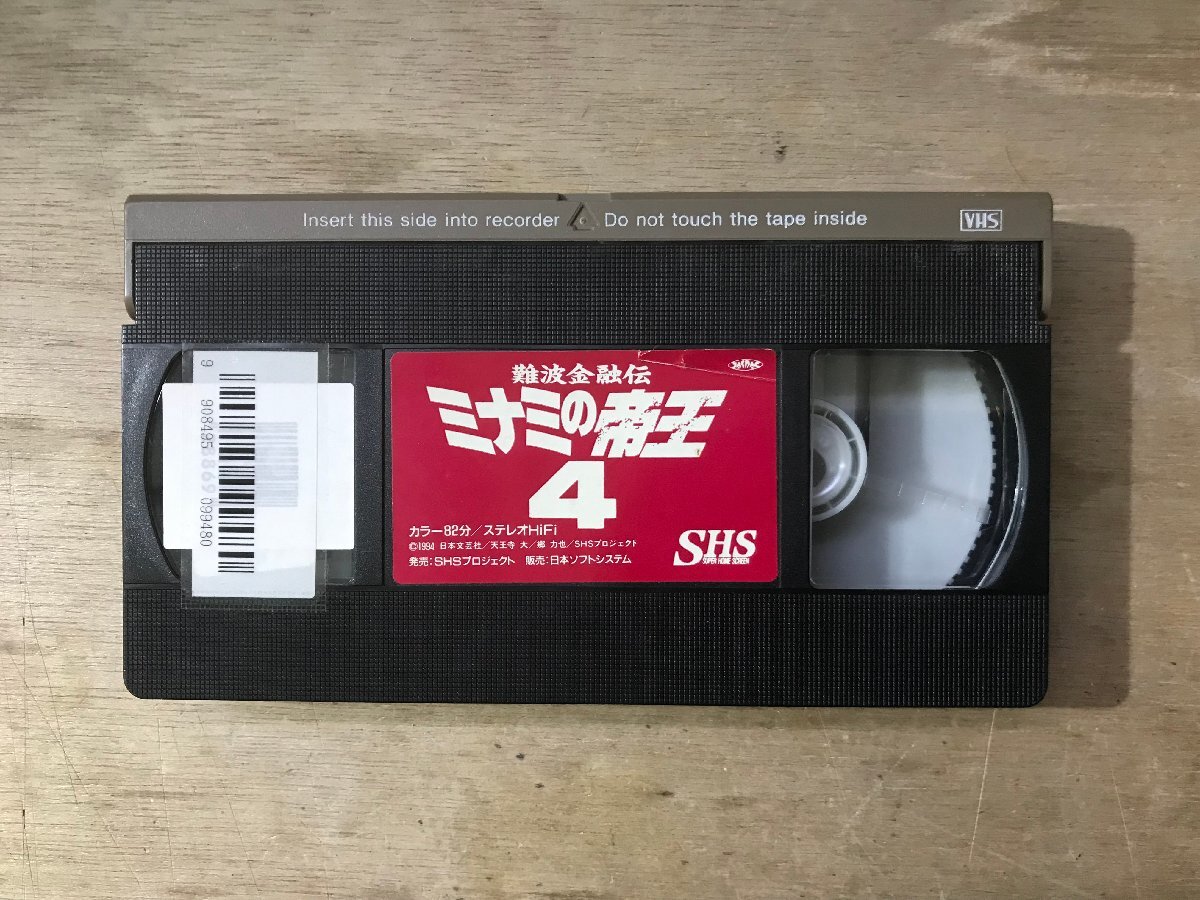 Insert this side into recorder Do not touch the tape inside
VHS
難波金融伝
ミナミの帝王
4
カラー82分/ステレオHiFi
©1994 日本文芸社/天王寺 大/郷 力也/SHSプロジェクト
発売:SHSプロジェクト 販売:日本ソフトシステム
SHS
SUPER HOME SCREEN
9 908495 869 099480